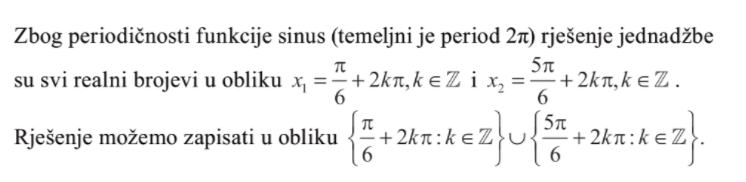 Zbog periodičnosti funkcije sinus (temeljni je period 2π) rješenje jednadžbe
su svi realni brojevi u obliku x₁ = π/6 + 2kπ, k ∈ ℤ i x₂ = 5π/6 + 2kπ, k ∈ ℤ .
Rješenje možemo zapisati u obliku {π/6 + 2kπ : k ∈ ℤ} ∪ {5π/6 + 2kπ : k ∈ ℤ}.